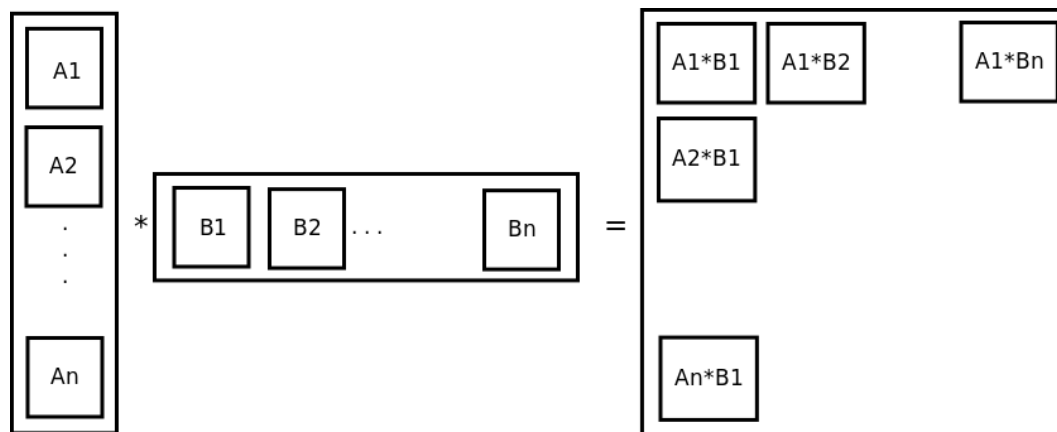 A1
A2
.
.
.
An
*
B1 B2 ... Bn
=
A1*B1 A1*B2 A1*Bn
A2*B1
An*B1